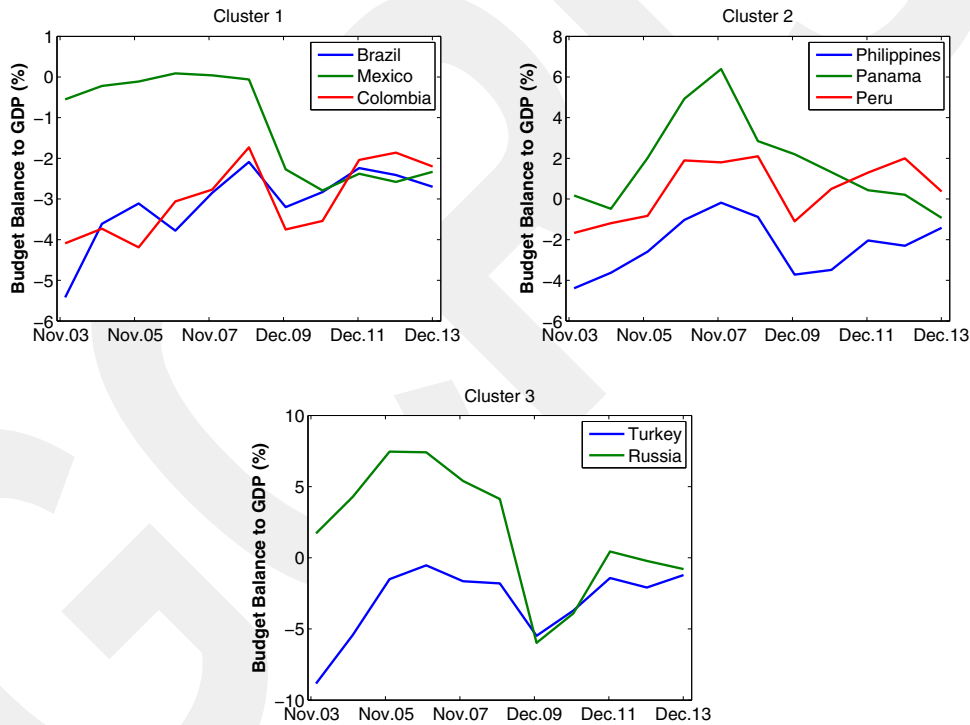 Cluster 1
Budget Balance to GDP (%)
1
0
−1
−2
−3
−4
−5
−6
Nov.03 Nov.05 Nov.07 Dec.09 Dec.11 Dec.13
Brazil
Mexico
Colombia
Cluster 2
Budget Balance to GDP (%)
8
6
4
2
0
−2
−4
−6
Nov.03 Nov.05 Nov.07 Dec.09 Dec.11 Dec.13
Philippines
Panama
Peru
Cluster 3
Budget Balance to GDP (%)
10
5
0
−5
−10
Nov.03 Nov.05 Nov.07 Dec.09 Dec.11 Dec.13
Turkey
Russia